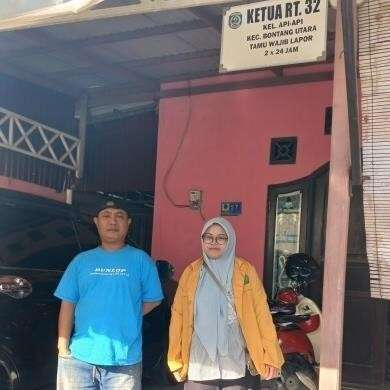 KETUA RT. 32
KEL. API-API
KEC. BONTANG UTARA
TAMU WAJIB LAPOR
2 x 24 JAM
DUNLOP